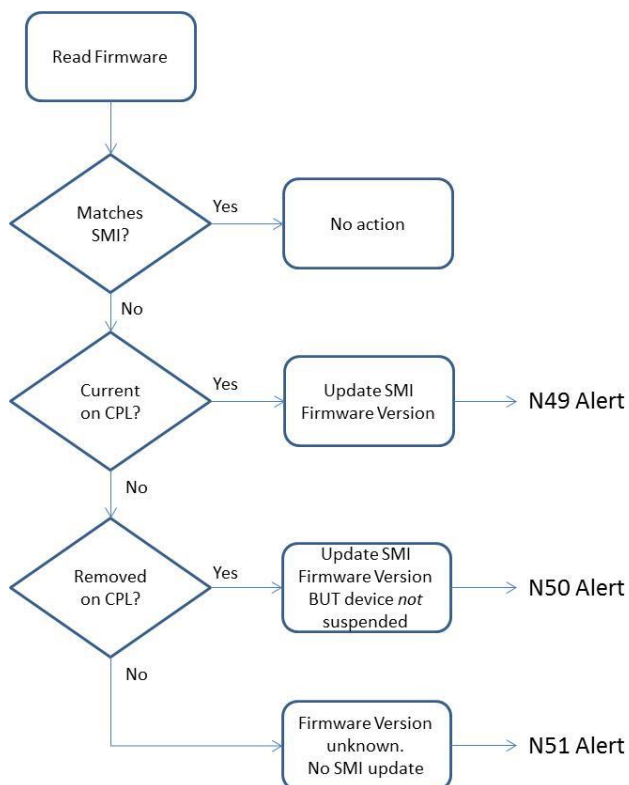 Read Firmware
Matches
SMI?
Yes
No action
No
Current
on CPL?
Yes
Update SMI
Firmware Version
N49 Alert
No
Removed
on CPL?
Yes
Update SMI
Firmware Version
BUT device not
suspended
N50 Alert
No
Firmware Version
unknown.
No SMI update
N51 Alert